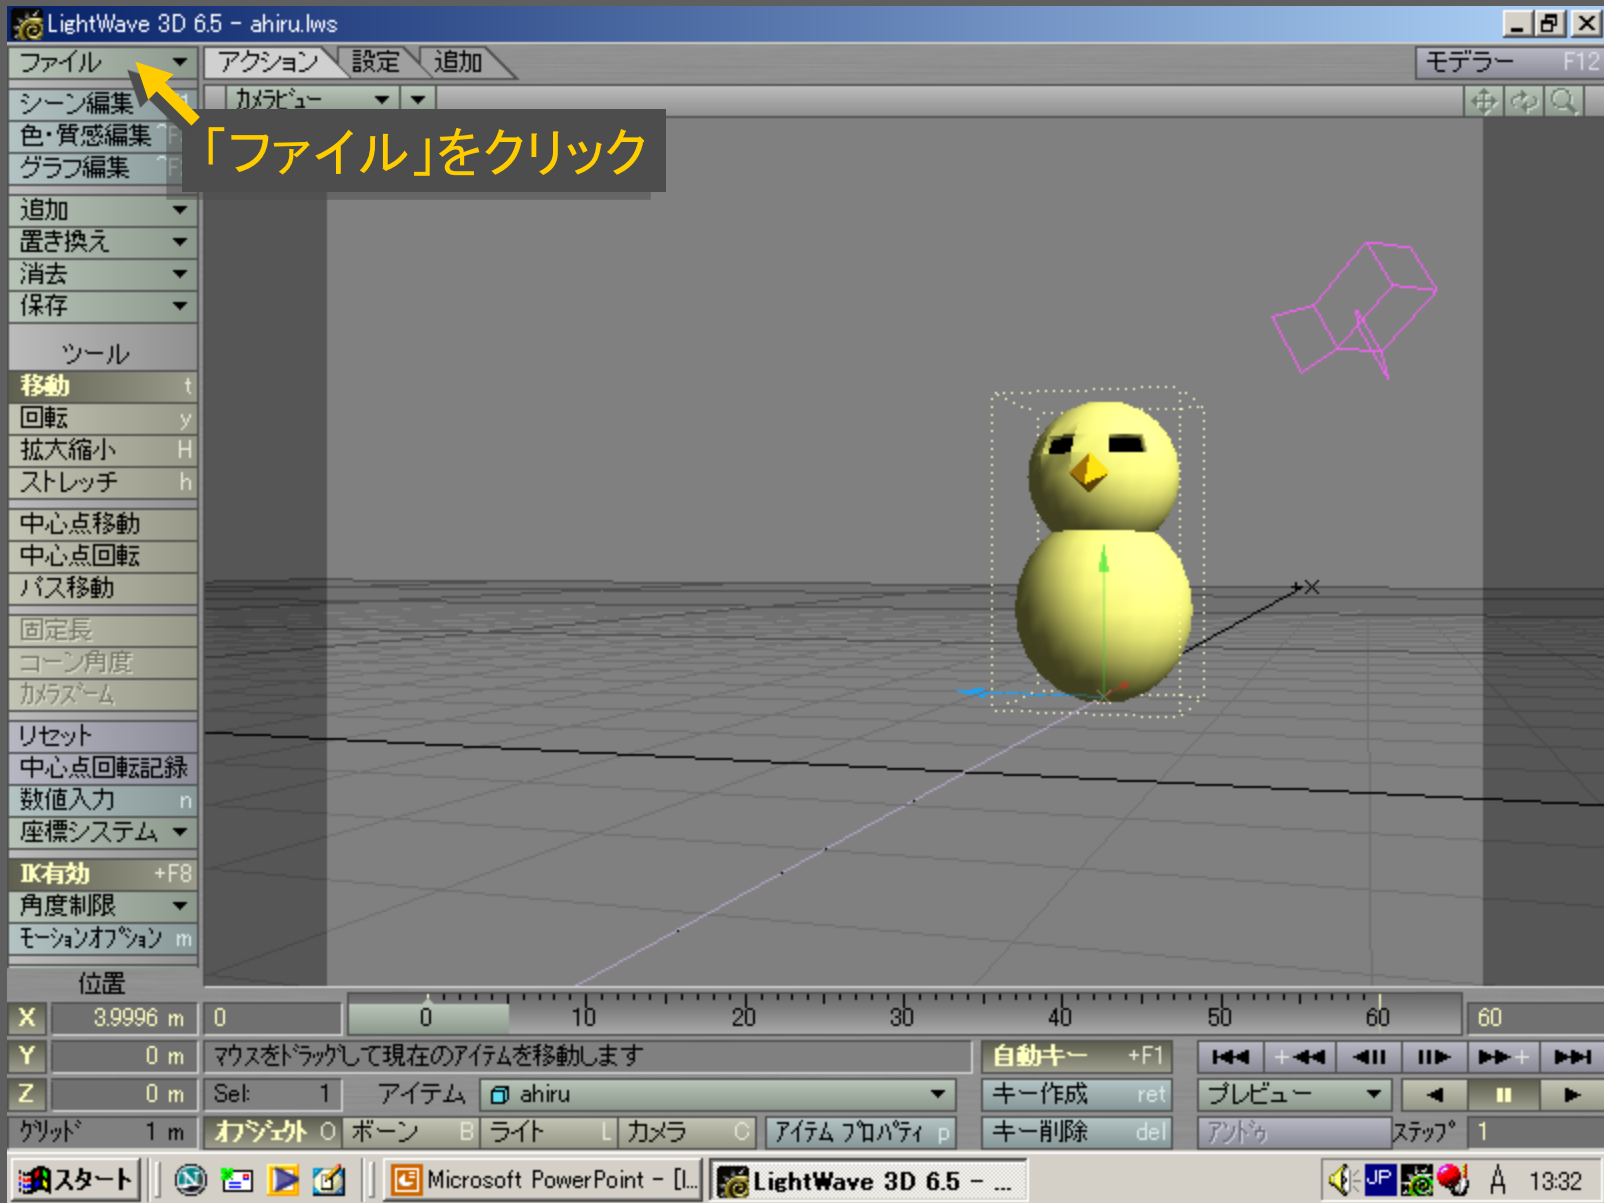 LightWave 3D 6.5 - ahiru.lws
ファイル
アクション 設定 追加
モデラー F12
シーン編集
カメラビュー
色・質感編集
グラフ編集
「ファイル」をクリック
追加
置き換え
消去
保存
ツール
移動 t
回転 y
拡大縮小 H
ストレッチ h
中心点移動
中心点回転
パス移動
固定長
コーン角度
カメラズーム
リセット
中心点回転記録
数値入力 n
座標システム
IK有効 +F8
角度制限
モーションオプション m
位置
X 3.9996 m 0 0 10 20 30 40 50 60 60
Y 0 m マウスをドラッグして現在のアイテムを移動します 自動キー +F1
Z 0 m Sel: 1 アイテム ahiru キー作成 ret プレビュー
グリッド 1 m オブジェクト O ボーン B ライト L カメラ C アイテム プロパティ p キー削除 del アンドゥ ステップ 1
スタート Microsoft PowerPoint - [l... LightWave 3D 6.5 - ... JP A 13:32